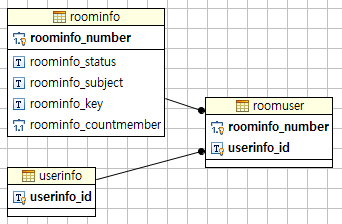 roominfo
roominfo_number
roominfo_status
roominfo_subject
roominfo_key
roominfo_countmember
roomuser
roominfo_number
userinfo_id
userinfo
userinfo_id